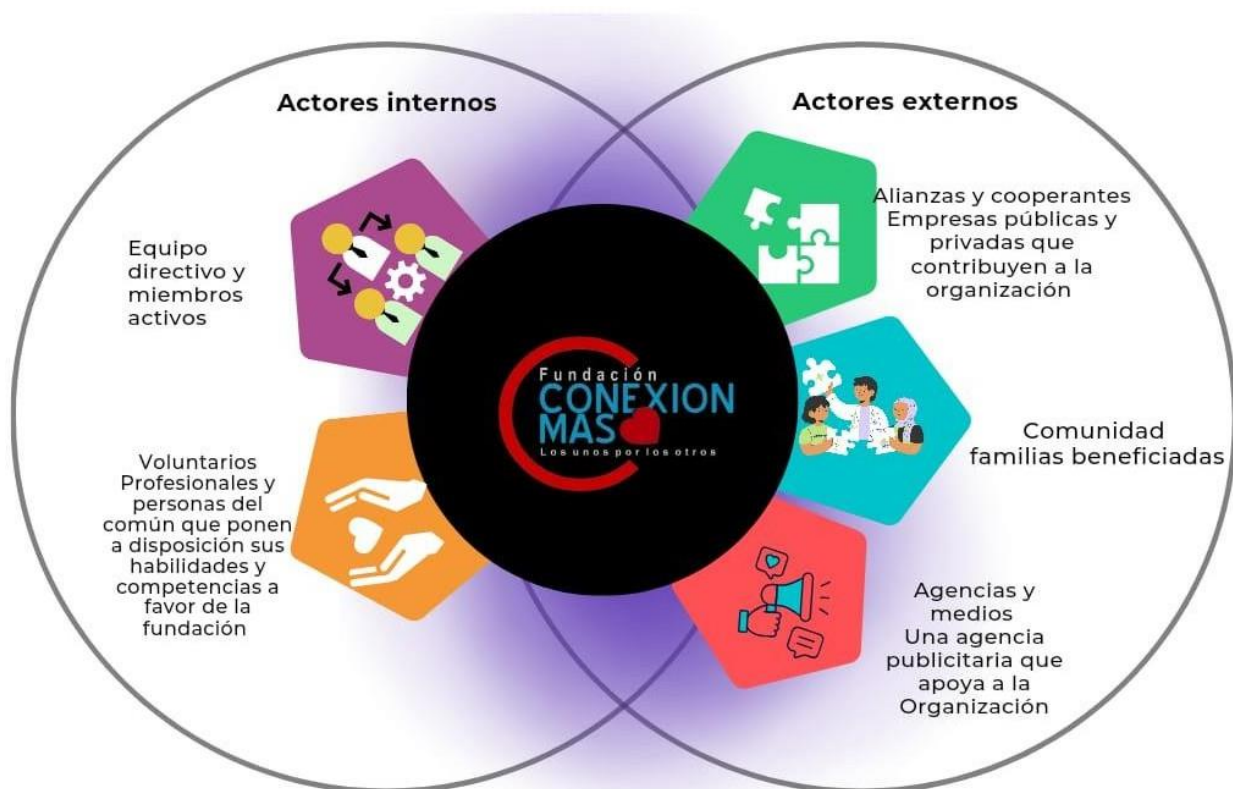 Actores internos
Equipo
directivo y
miembros
activos
Voluntarios
Profesionales y
personas del
común que ponen
a disposición sus
habilidades y
competencias a
favor de la
fundación
Fundación
CONEXION
MAS
Los unos por los otros
Actores externos
Alianzas y cooperantes
Empresas públicas y
privadas que
contribuyen a la
organización
Comunidad
familias beneficiadas
Agencias y
medios
Una agencia
publicitaria que
apoya a la
Organización